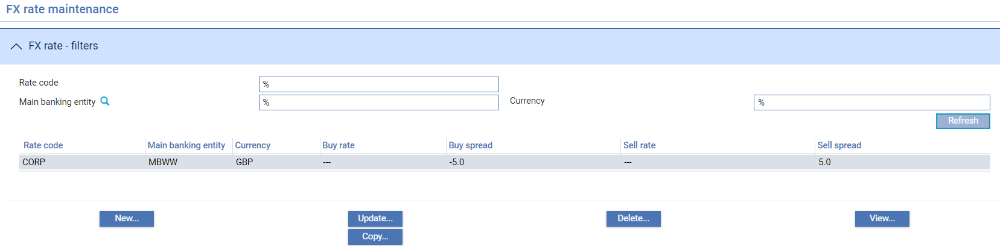 FX rate maintenance
FX rate - filters
Rate code %
Main banking entity % Currency %
Refresh
Rate code Main banking entity Currency Buy rate Buy spread Sell rate Sell spread
CORP MBWW GBP --- -5.0 --- 5.0
New... Update... Delete... View...
Copy...